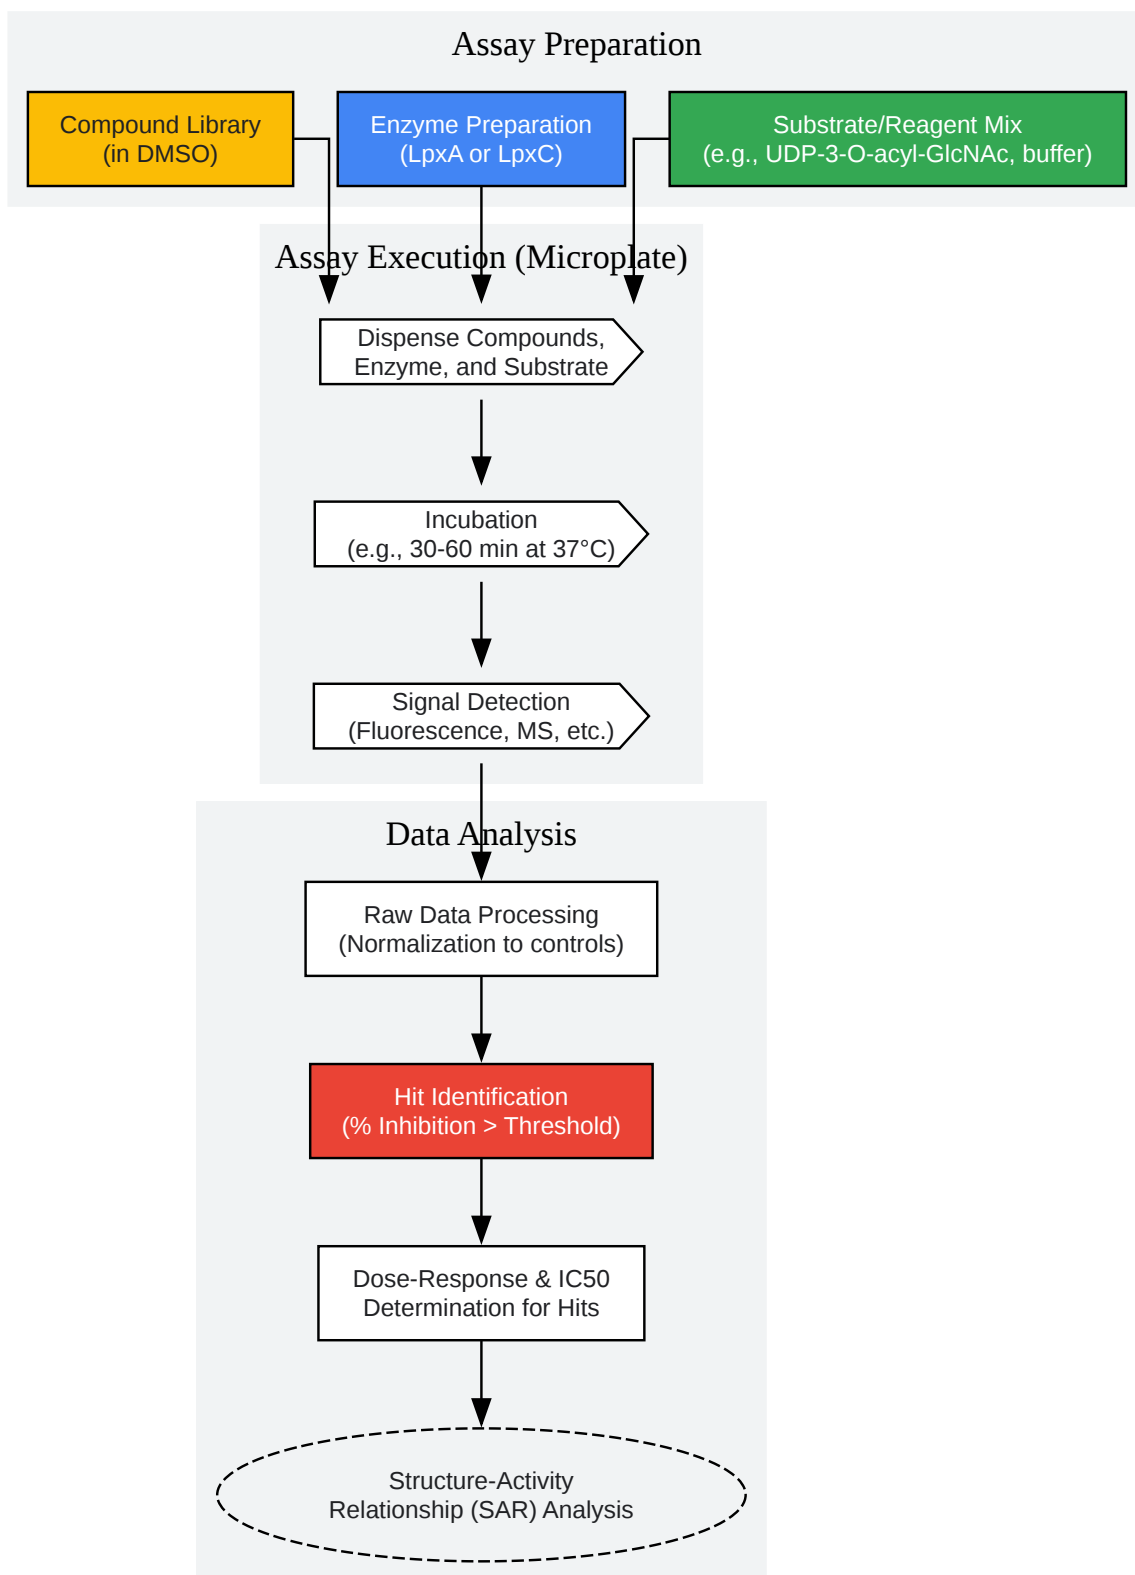 Assay Preparation
Compound Library
(in DMSO)
Enzyme Preparation
(LpxA or LpxC)
Substrate/Reagent Mix
(e.g., UDP-3-O-acyl-GlcNAc, buffer)
Assay Execution (Microplate)
Dispense Compounds,
Enzyme, and Substrate
Incubation
(e.g., 30-60 min at 37°C)
Signal Detection
(Fluorescence, MS, etc.)
Data Analysis
Raw Data Processing
(Normalization to controls)
Hit Identification
(% Inhibition > Threshold)
Dose-Response & IC50
Determination for Hits
Structure-Activity
Relationship (SAR) Analysis